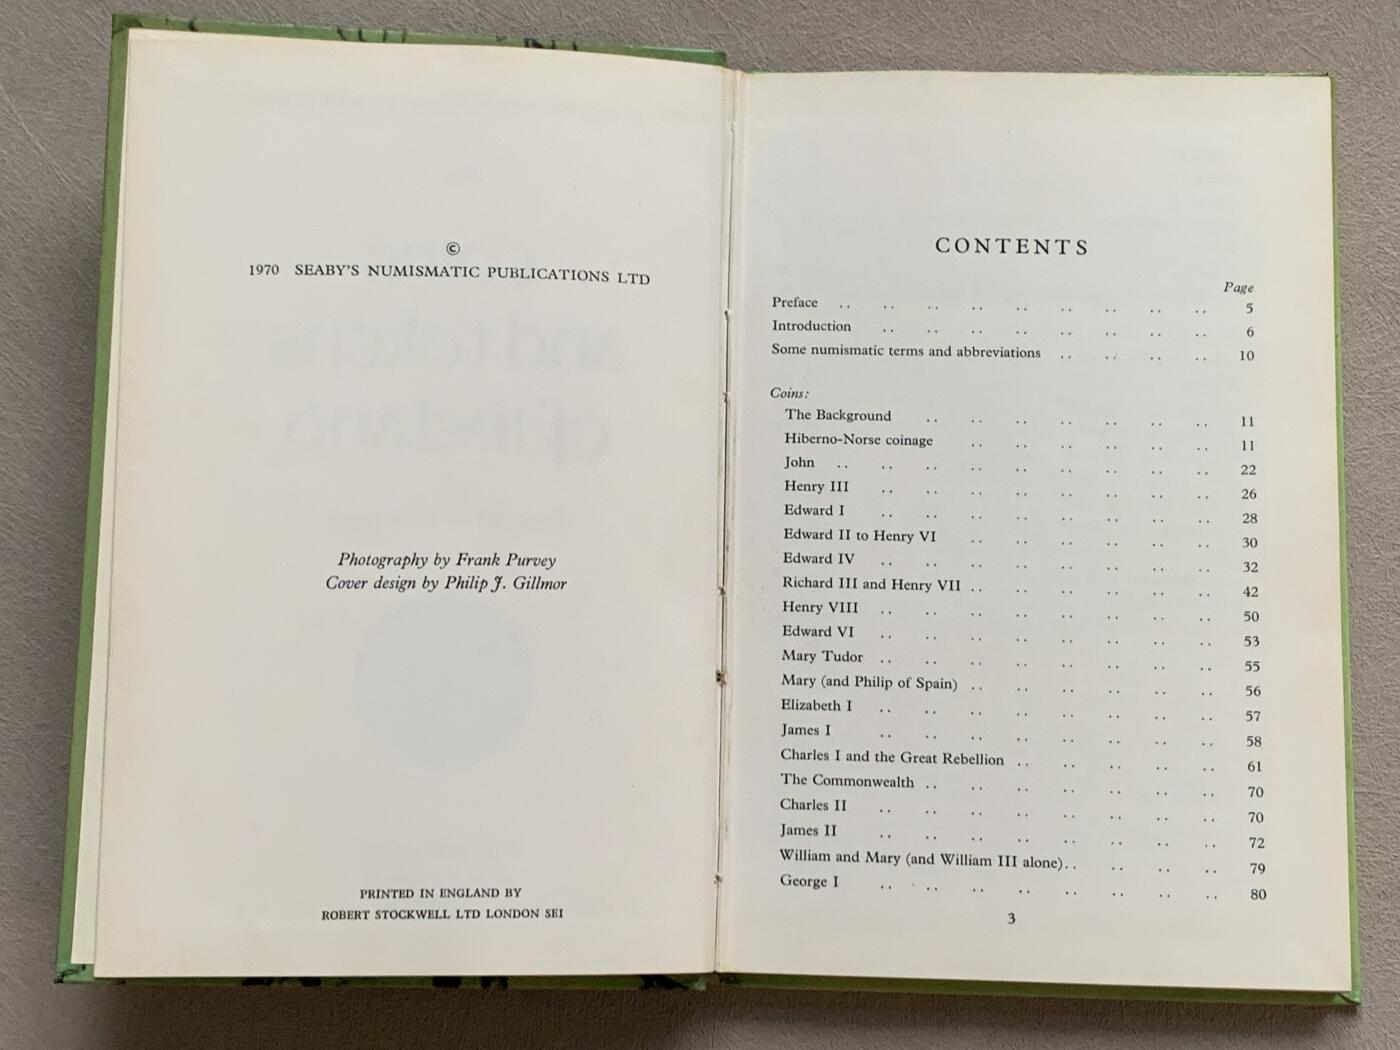 ©
1970 SEABY'S NUMISMATIC PUBLICATIONS LTD
Photography by Frank Purvey
Cover design by Philip J. Gillmor
PRINTED IN ENGLAND BY
ROBERT STOCKWELL LTD LONDON SE1
CONTENTS
Page
Preface .. .. .. .. .. .. .. .. .. 5
Introduction .. .. .. .. .. .. .. .. 6
Some numismatic terms and abbreviations .. .. .. .. 10
Coins:
The Background .. .. .. .. .. .. .. 11
Hiberno-Norse coinage .. .. .. .. .. .. 11
John .. .. .. .. .. .. .. .. .. 22
Henry III .. .. .. .. .. .. .. .. 26
Edward I .. .. .. .. .. .. .. .. 28
Edward II to Henry VI .. .. .. .. .. .. 30
Edward IV .. .. .. .. .. .. .. .. 32
Richard III and Henry VII .. .. .. .. .. .. 42
Henry VIII .. .. .. .. .. .. .. .. 50
Edward VI .. .. .. .. .. .. .. .. 53
Mary Tudor .. .. .. .. .. .. .. .. 55
Mary (and Philip of Spain) .. .. .. .. .. .. 56
Elizabeth I .. .. .. .. .. .. .. .. 57
James I .. .. .. .. .. .. .. .. 58
Charles I and the Great Rebellion .. .. .. .. .. 61
The Commonwealth .. .. .. .. .. .. .. 70
Charles II .. .. .. .. .. .. .. .. 70
James II .. .. .. .. .. .. .. .. 72
William and Mary (and William III alone) .. .. .. .. 79
George I .. .. .. .. .. .. .. .. 80
3